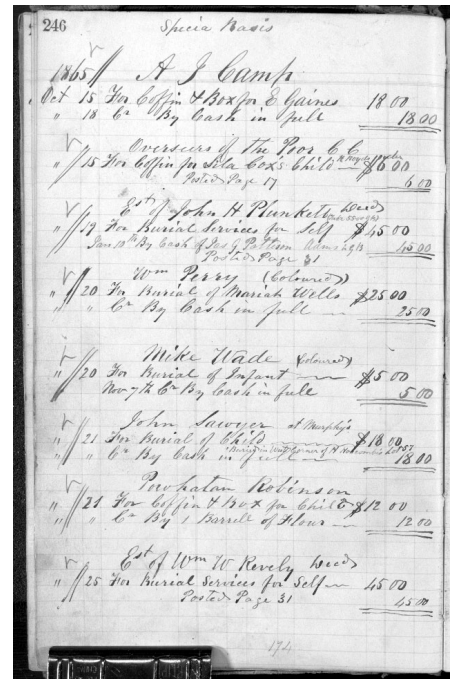 246 Specia Basis
1865 // A J Camp
Oct 15 For Coffin & Box for E Gaines 18 00
" 18 Cr By Cash in full 18 00
Overseers of the Poor C. C.
" // 15 For Coffin for Sila Cox's Child $6 00
Posted Page 17 6 00
Est of John H. Plunkett Decd
" // 19 For Burial Services for Self $45 00
Jan 10th By Cash of Jas G Patteson Adms 45 00
Posted Page 31
Wm Perry (Coloured)
" // 20 For Burial of Mariah Wells $25 00
" Cr By Cash in full 25 00
Mike Wade (Coloured)
" // 20 For Burial of Infant $5 00
Nov 7th Cr By Cash in full 5 00
John Sawyer at Murphy's
" // 21 For Burial of Child $18 00
" " Cr By Cash in full 18 00
Powhatan Robinson
" // 21 For Coffin & Box for Child $12 00
" " Cr By 1 Barrel of Flour 12 00
Est of Wm W Revely Decd
" // 25 For Burial Services for Self 45 00
Posted Page 31 45 00
174